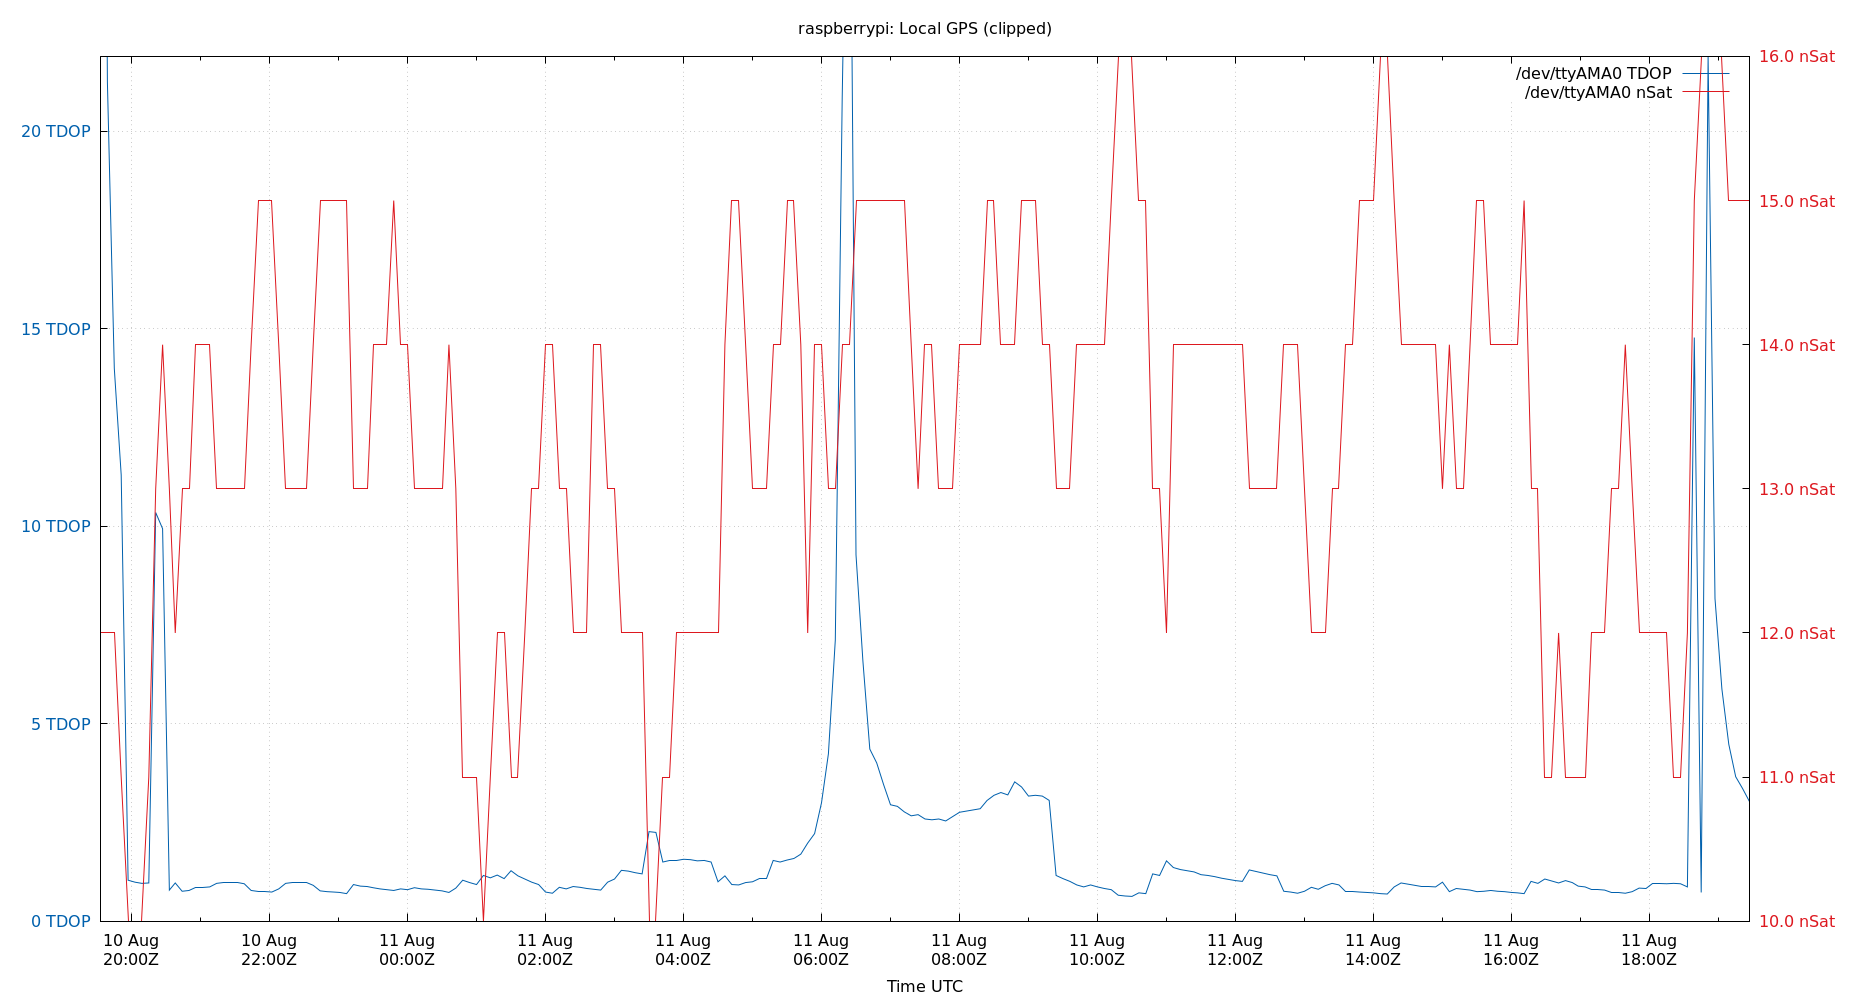 raspberrypi: Local GPS (clipped)
/dev/ttyAMA0 TDOP
/dev/ttyAMA0 nSat
20 TDOP
15 TDOP
10 TDOP
5 TDOP
0 TDOP
16.0 nSat
15.0 nSat
14.0 nSat
13.0 nSat
12.0 nSat
11.0 nSat
10.0 nSat
10 Aug
20:00Z
10 Aug
22:00Z
11 Aug
00:00Z
11 Aug
02:00Z
11 Aug
04:00Z
11 Aug
06:00Z
11 Aug
08:00Z
11 Aug
10:00Z
11 Aug
12:00Z
11 Aug
14:00Z
11 Aug
16:00Z
11 Aug
18:00Z
Time UTC